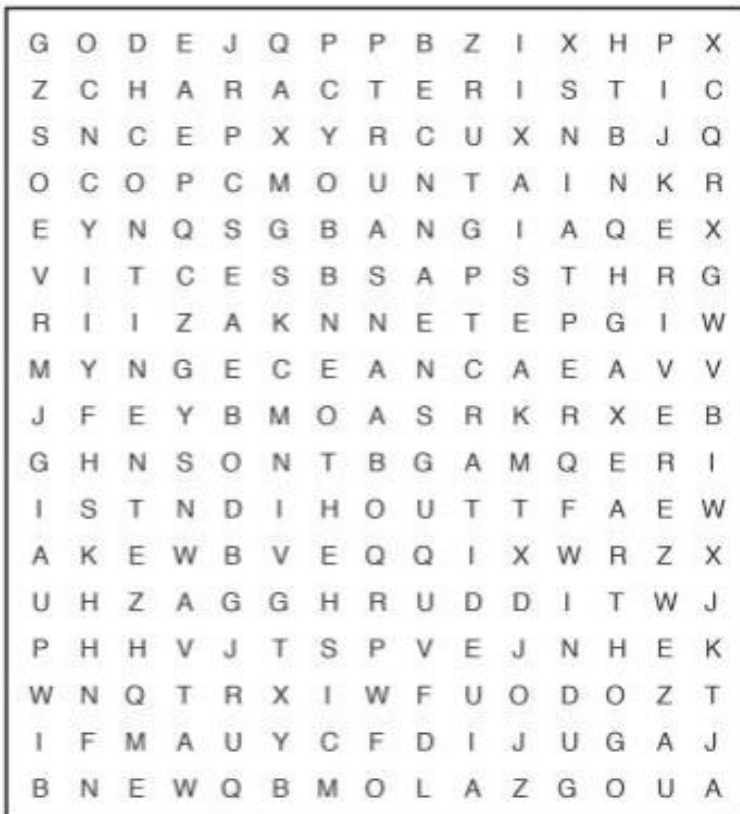 G O D E J Q P P B Z I X H P X
Z C H A R A C T E R I S T I C
S N C E P X Y R C U X N B J Q
O C O P C M O U N T A I N K R
E Y N Q S G B A N G I A Q E X
V I T C E S B S A P S T H R G
R I I Z A K N N E T E P G I W
M Y N G E C E A N C A E A V V
J F E Y B M O A S R K R X E B
G H N S O N T B G A M Q E R I
I S T N D I H O U T T F A E W
A K E W B V E Q Q I X W R Z X
U H Z A G G H R U D D I T W J
P H H V J T S P V E J N H E K
W N Q T R X I W F U O D O Z T
I F M A U Y C F D I J U G A J
B N E W Q B M O L A Z G O U A